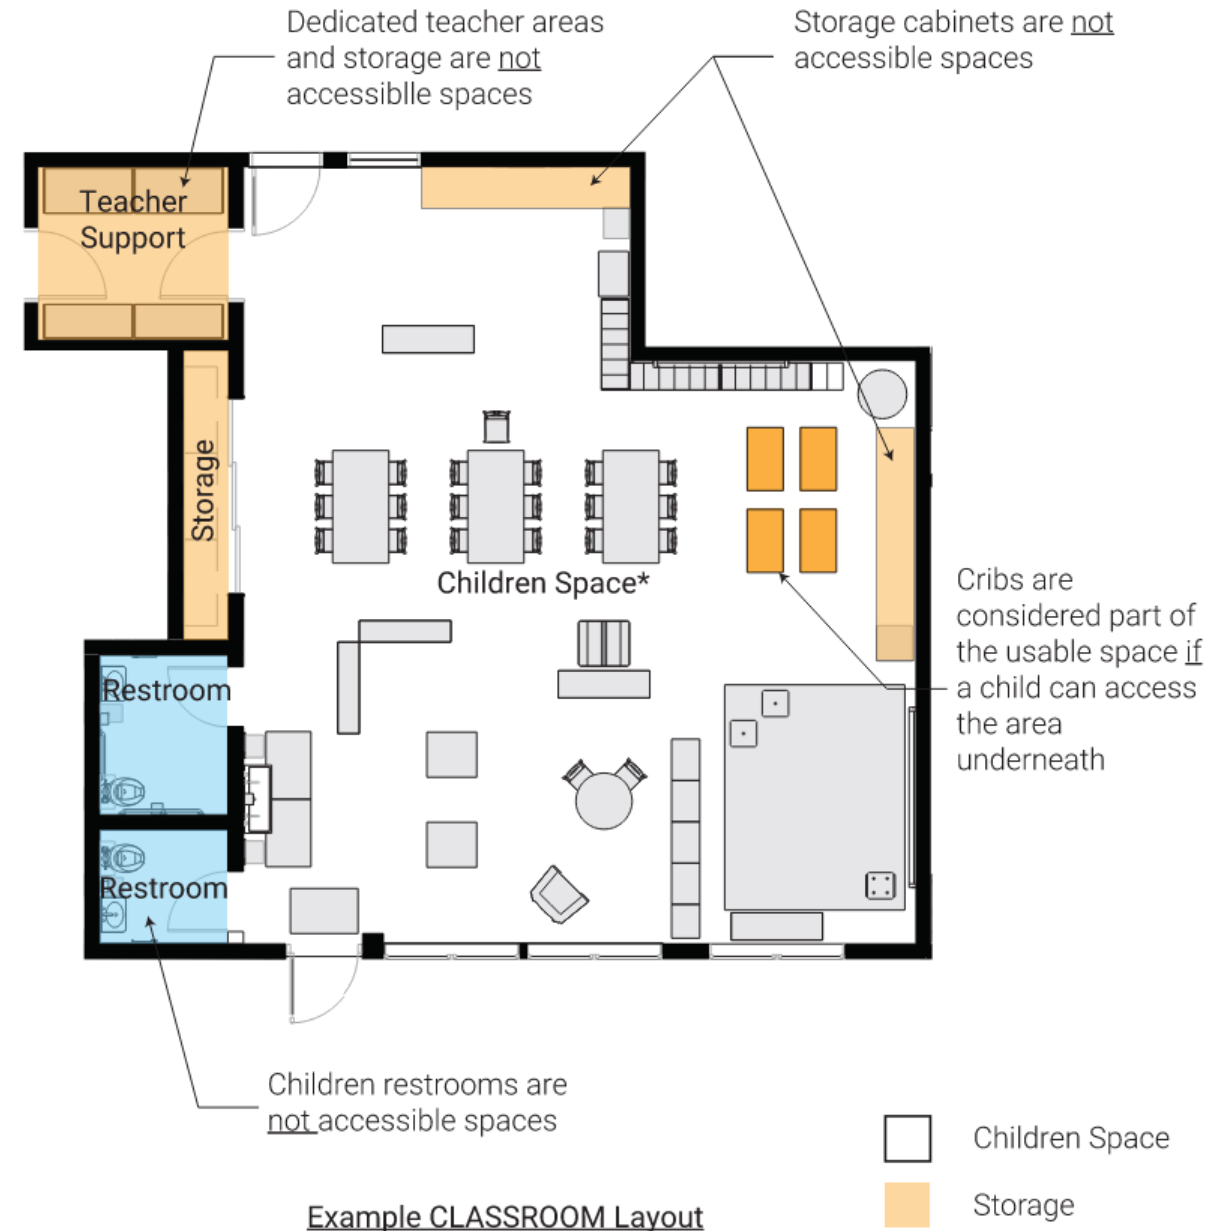 Dedicated teacher areas
and storage are not
accessiblle spaces
Storage cabinets are not
accessible spaces
Teacher
Support
Storage
Children Space*
Cribs are
considered part of
the usable space if
a child can access
the area
underneath
Restroom
Restroom
Children restrooms are
not accessible spaces
Children Space
Storage
Example CLASSROOM Layout